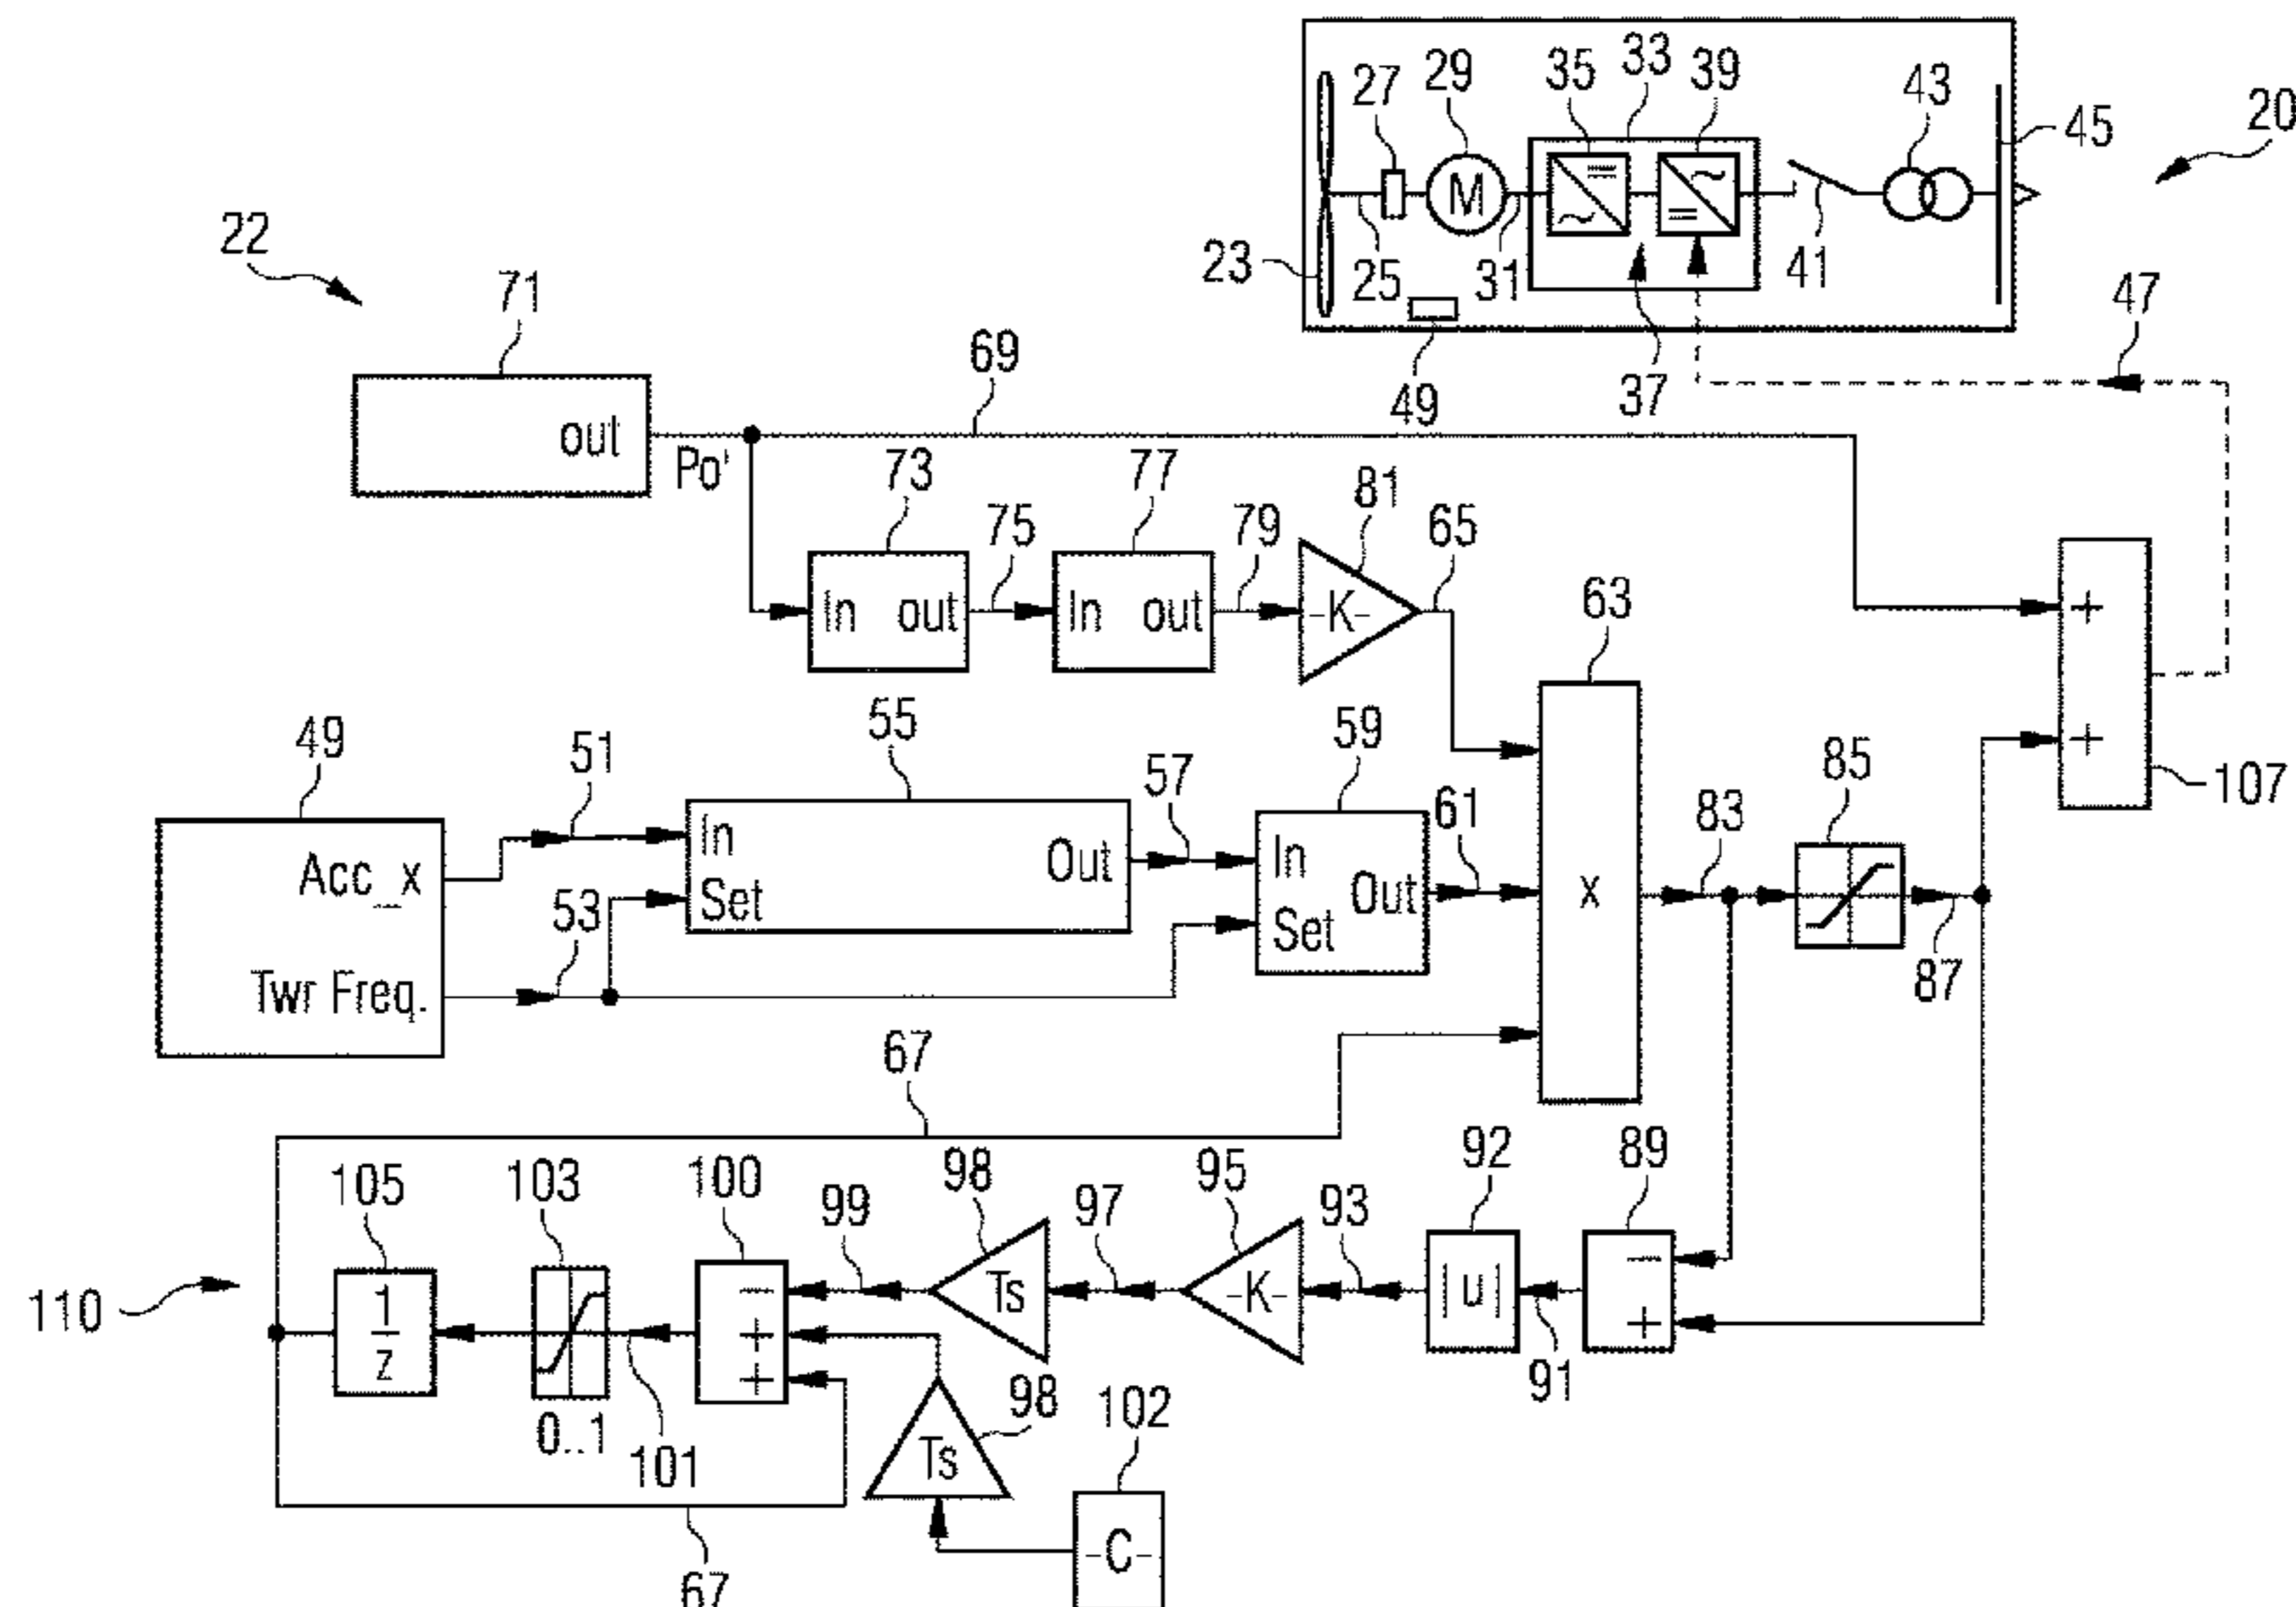 35 33 39
27 29 43
20
45
M
22
23 25 31 41
71
47
69
49 37
out
Po'
73 77 81
75 79 65
In out In out -K-
63
+
55 59
49 51
57 85
+
61 83 107
In
Acc_x Out In
Set Out x
53 Set
87
Twr Freq.
67
92 89
105 103 100 98 95
99 97 93
110
1
z
− Ts -K- |u| −
+ +
+
91
0..1 101 98 102
Ts
-C-
67